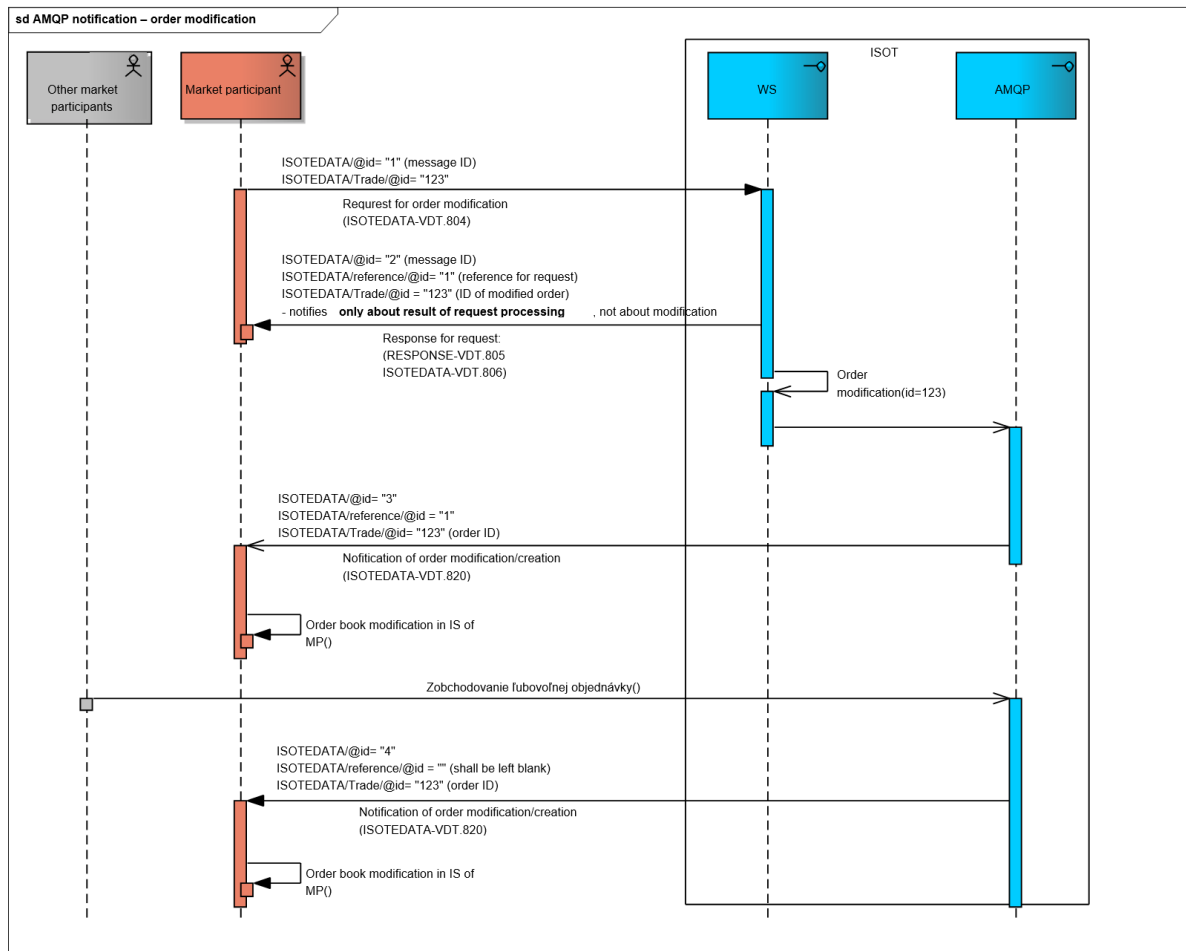 sd AMQP notification – order modification
ISOT
Other market
participants
Market participant
WS
AMQP
ISOTEDATA/@id= "1" (message ID)
ISOTEDATA/Trade/@id= "123"
Requrest for order modification
(ISOTEDATA-VDT.804)
ISOTEDATA/@id= "2" (message ID)
ISOTEDATA/reference/@id= "1" (reference for request)
ISOTEDATA/Trade/@id = "123" (ID of modified order)
- notifies only about result of request processing , not about modification
Response for request:
(RESPONSE-VDT.805
ISOTEDATA-VDT.806)
Order
modification(id=123)
ISOTEDATA/@id= "3"
ISOTEDATA/reference/@id = "1"
ISOTEDATA/Trade/@id= "123" (order ID)
Nofitication of order modification/creation
(ISOTEDATA-VDT.820)
Order book modification in IS of
MP()
Zobchodovanie ľubovoľnej objednávky()
ISOTEDATA/@id= "4"
ISOTEDATA/reference/@id = "" (shall be left blank)
ISOTEDATA/Trade/@id= "123" (order ID)
Notification of order modification/creation
(ISOTEDATA-VDT.820)
Order book modification in IS of
MP()